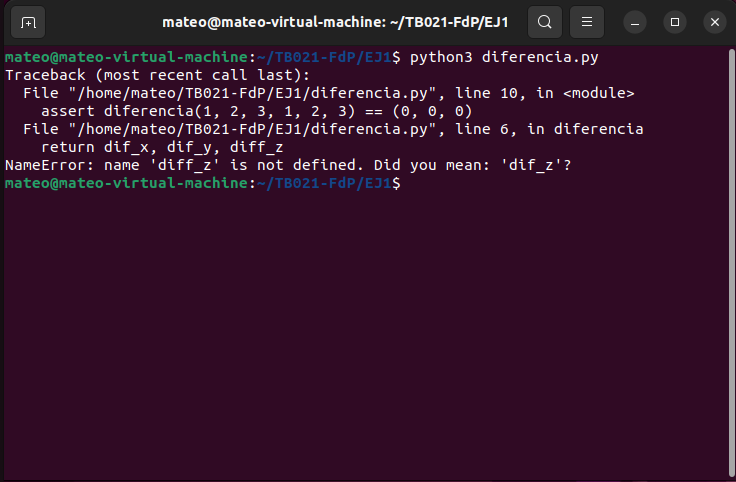 mateo@mateo-virtual-machine: ~/TB021-FdP/EJ1
mateo@mateo-virtual-machine:~/TB021-FdP/EJ1$ python3 diferencia.py
Traceback (most recent call last):
  File "/home/mateo/TB021-FdP/EJ1/diferencia.py", line 10, in <module>
    assert diferencia(1, 2, 3, 1, 2, 3) == (0, 0, 0)
  File "/home/mateo/TB021-FdP/EJ1/diferencia.py", line 6, in diferencia
    return dif_x, dif_y, diff_z
NameError: name 'diff_z' is not defined. Did you mean: 'dif_z'?
mateo@mateo-virtual-machine:~/TB021-FdP/EJ1$